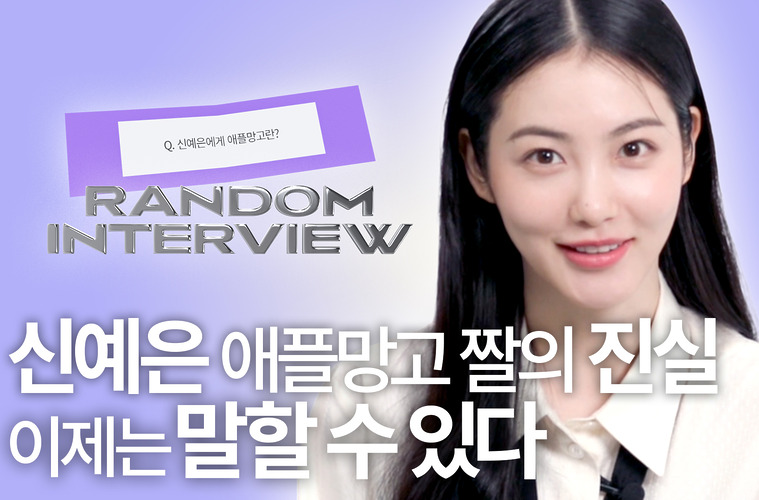 Q. 신예은에게 애플망고란?
RANDOM
INTERVIEW
신예은 애플망고 짤의 진실
이제는 말할 수 있다